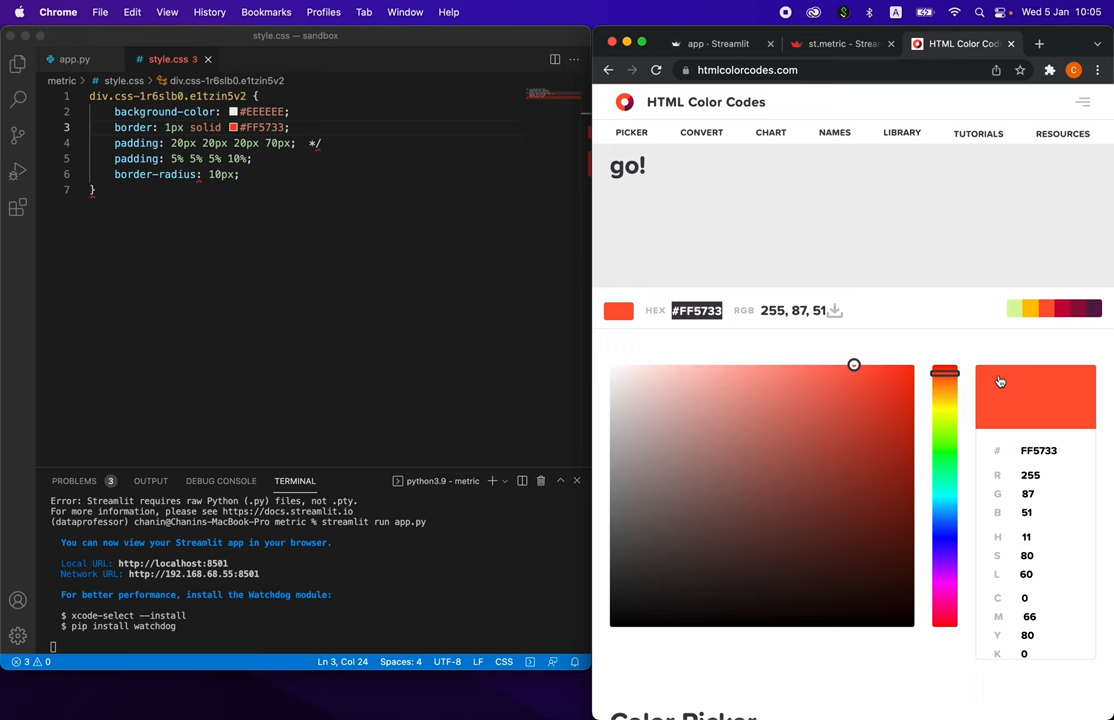 Chrome File Edit View History Bookmarks Profiles Tab Window Help
A
Wed 5 Jan 10:05
style.css — sandbox
app.py
style.css 3
metric > # style.css > div.css-1r6slb0.e1tzin5v2
1 div.css-1r6slb0.e1tzin5v2 {
2 background-color: #EEEEEE;
3 border: 1px solid #FF5733;
4 padding: 20px 20px 20px 70px; */
5 padding: 5% 5% 5% 10%;
6 border-radius: 10px;
7 }
PROBLEMS 3 OUTPUT DEBUG CONSOLE TERMINAL
python3.9 - metric
Error: Streamlit requires raw Python (.py) files, not .pty.
For more information, please see https://docs.streamlit.io
(dataprofessor) chanin@Chanins-MacBook-Pro metric % streamlit run app.py
You can now view your Streamlit app in your browser.
Local URL: http://localhost:8501
Network URL: http://192.168.68.55:8501
For better performance, install the Watchdog module:
$ xcode-select --install
$ pip install watchdog
3 0
Ln 3, Col 24 Spaces: 4 UTF-8 LF CSS
app · Streamlit
st.metric - Strea
HTML Color Cod
htmlcolorcodes.com
C
HTML Color Codes
PICKER CONVERT CHART NAMES LIBRARY TUTORIALS RESOURCES
go!
HEX #FF5733 RGB 255, 87, 51
# FF5733
R 255
G 87
B 51
H 11
S 80
L 60
C 0
M 66
Y 80
K 0
Color Picker